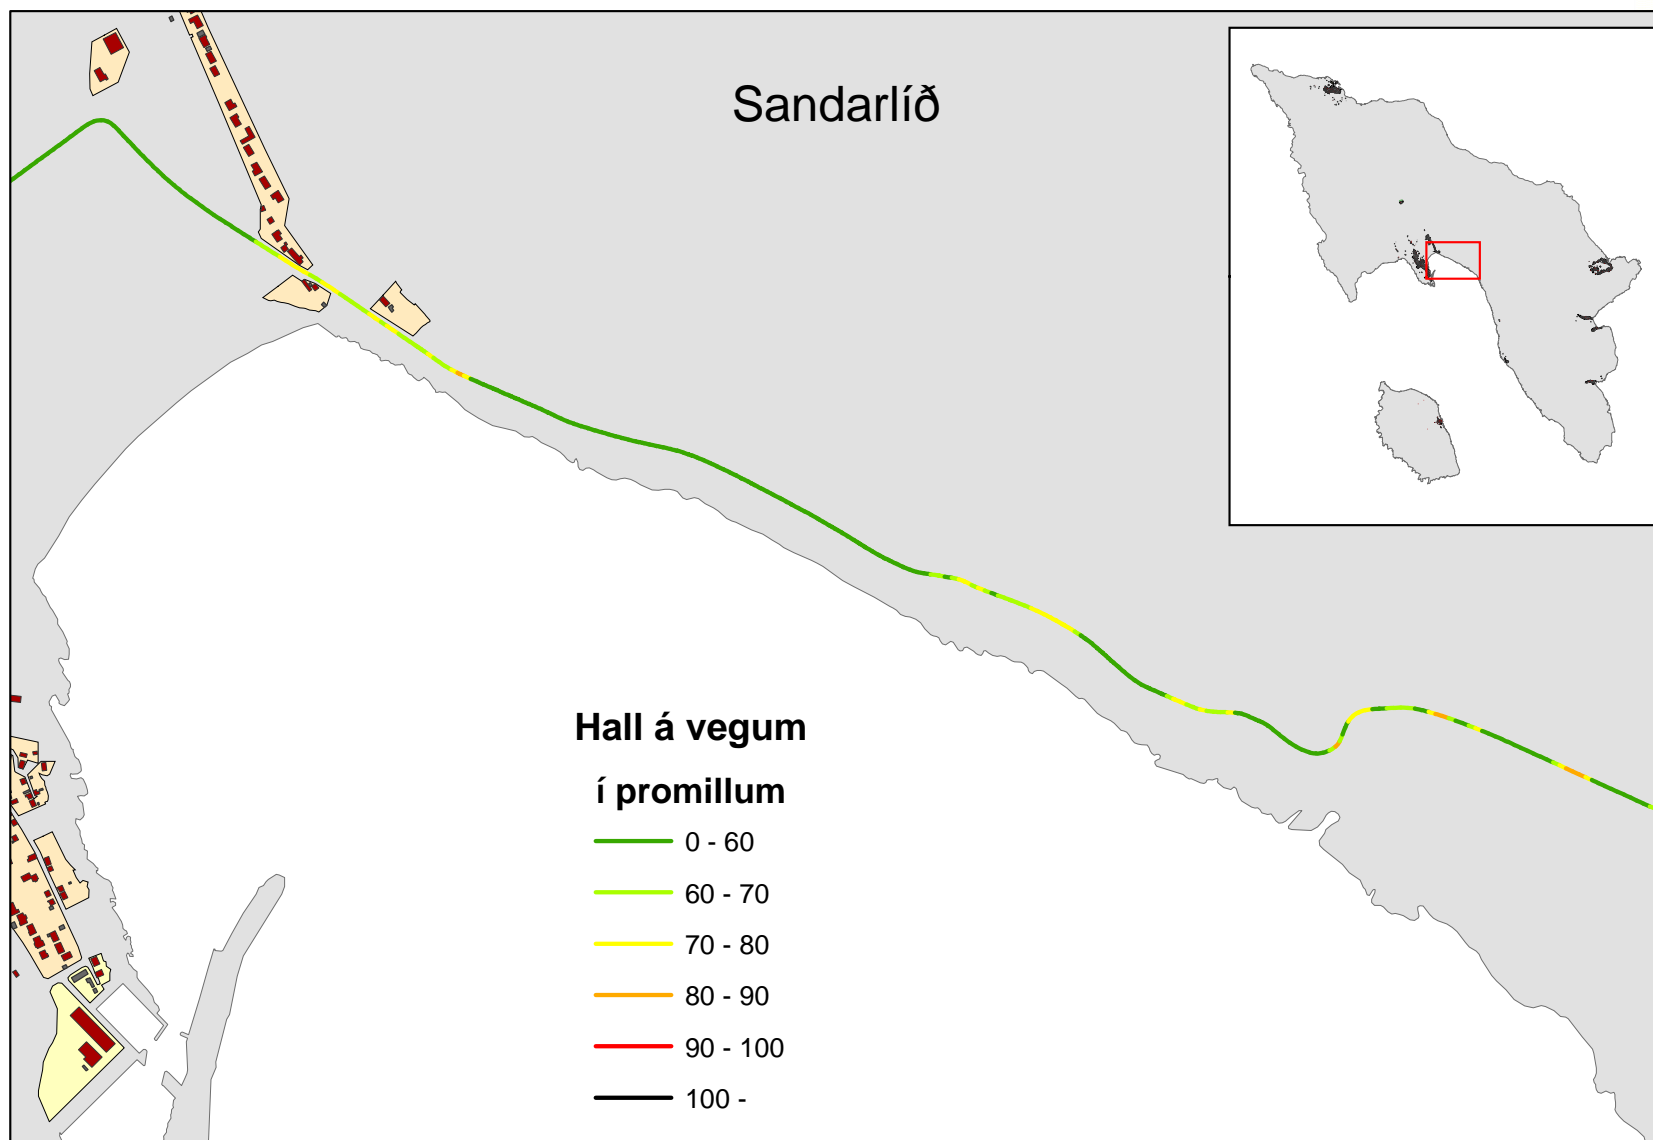 Sandarlíð
Hall á vegum
í promillum
0 - 60
60 - 70
70 - 80
80 - 90
90 - 100
100 -